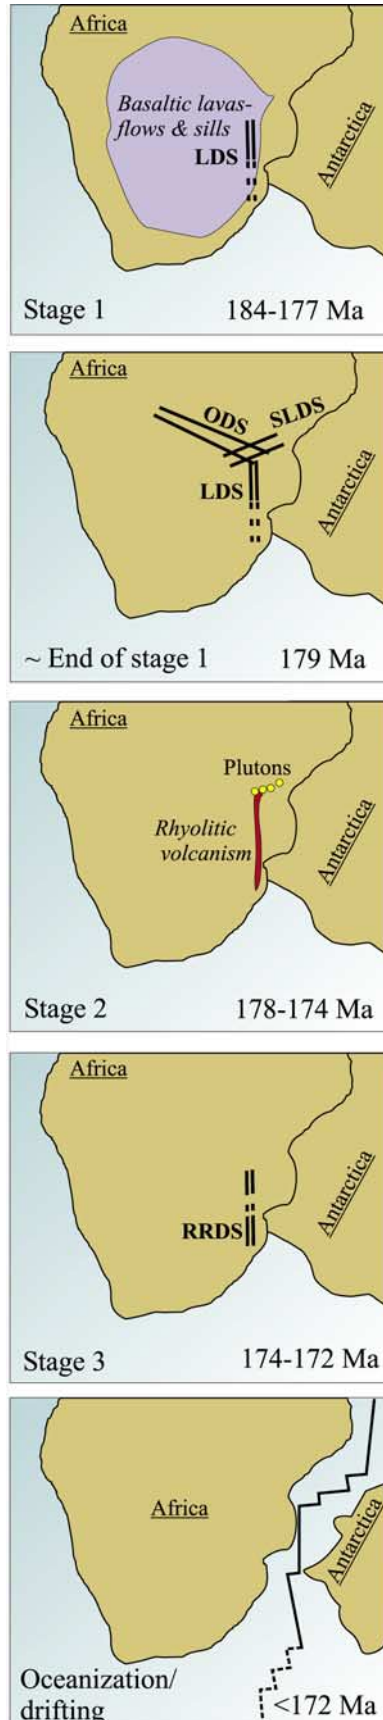 Africa
Basaltic lavas-
flows & sills
LDS
Antarctica
Stage 1
184-177 Ma
Africa
ODS
SLDS
LDS
Antarctica
~ End of stage 1
179 Ma
Plutons
Rhyolitic
volcanism
Africa
Antarctica
Stage 2
178-174 Ma
Africa
RRDS
Antarctica
Stage 3
174-172 Ma
Africa
Antarctica
Oceanization/
drifting
<172 Ma